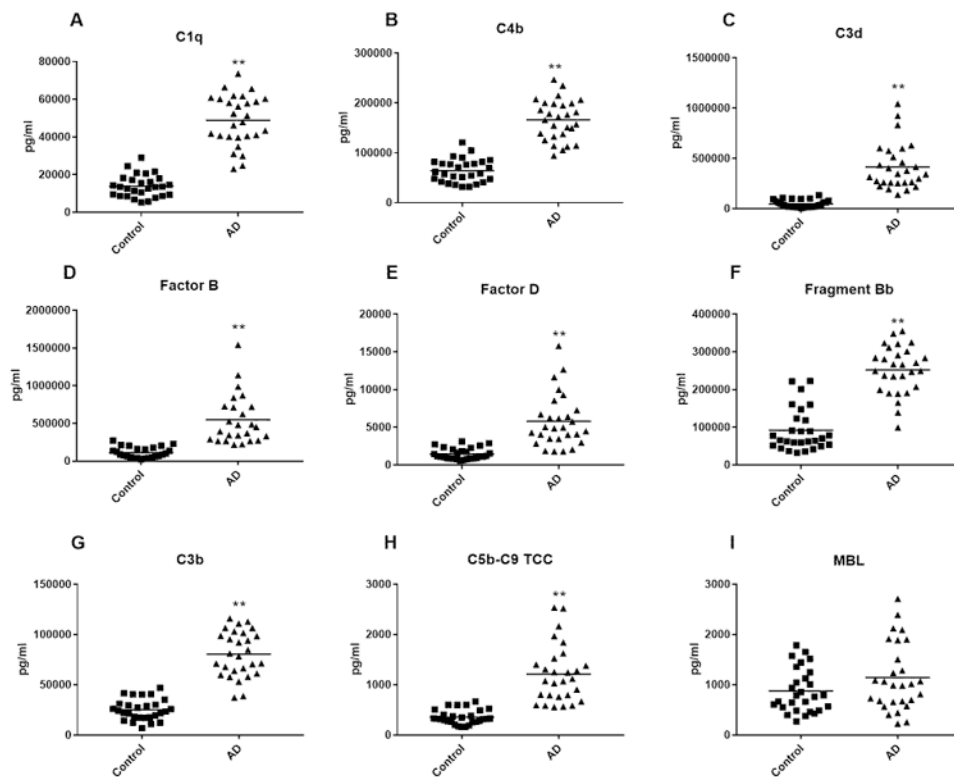 A
C1q
pg/ml
80000
60000
40000
20000
0
**
Control
AD
B
C4b
pg/ml
300000
200000
100000
0
**
Control
AD
C
C3d
pg/ml
1500000
1000000
500000
0
**
Control
AD
D
Factor B
pg/ml
2000000
1500000
1000000
500000
0
**
Control
AD
E
Factor D
pg/ml
20000
15000
10000
5000
0
**
Control
AD
F
Fragment Bb
pg/ml
400000
300000
200000
100000
0
**
Control
AD
G
C3b
pg/ml
150000
100000
50000
0
**
Control
AD
H
C5b-C9 TCC
pg/ml
3000
2000
1000
0
**
Control
AD
I
MBL
pg/ml
3000
2000
1000
0
Control
AD